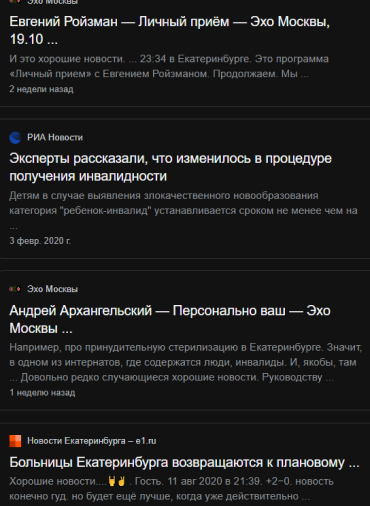 Эхо Москвы
Евгений Ройзман — Личный приём — Эхо Москвы,
19.10 ...
И это хорошие новости. ... 23:34 в Екатеринбурге. Это программа
«Личный прием» с Евгением Ройзманом. Продолжаем. Мы ...
2 недели назад
РИА Новости
Эксперты рассказали, что изменилось в процедуре
получения инвалидности
Детям в случае выявления злокачественного новообразования
категория "ребенок-инвалид" устанавливается сроком не менее чем на
...
3 февр. 2020 г.
Эхо Москвы
Андрей Архангельский — Персонально ваш — Эхо
Москвы ...
Например, про принудительную стерилизацию в Екатеринбурге. Значит,
в одном из интернатов, где содержатся люди, инвалиды. И, якобы, там
... Довольно редко случающиеся хорошие новости. Руководству ...
1 неделю назад
Новости Екатеринбурга – e1.ru
Больницы Екатеринбурга возвращаются к плановому ...
Хорошие новости....🤘✌ . Гость. 11 авг 2020 в 21:39. +2−0. новость
конечно гуд. но будет ещё лучше, когда уже действительно ...